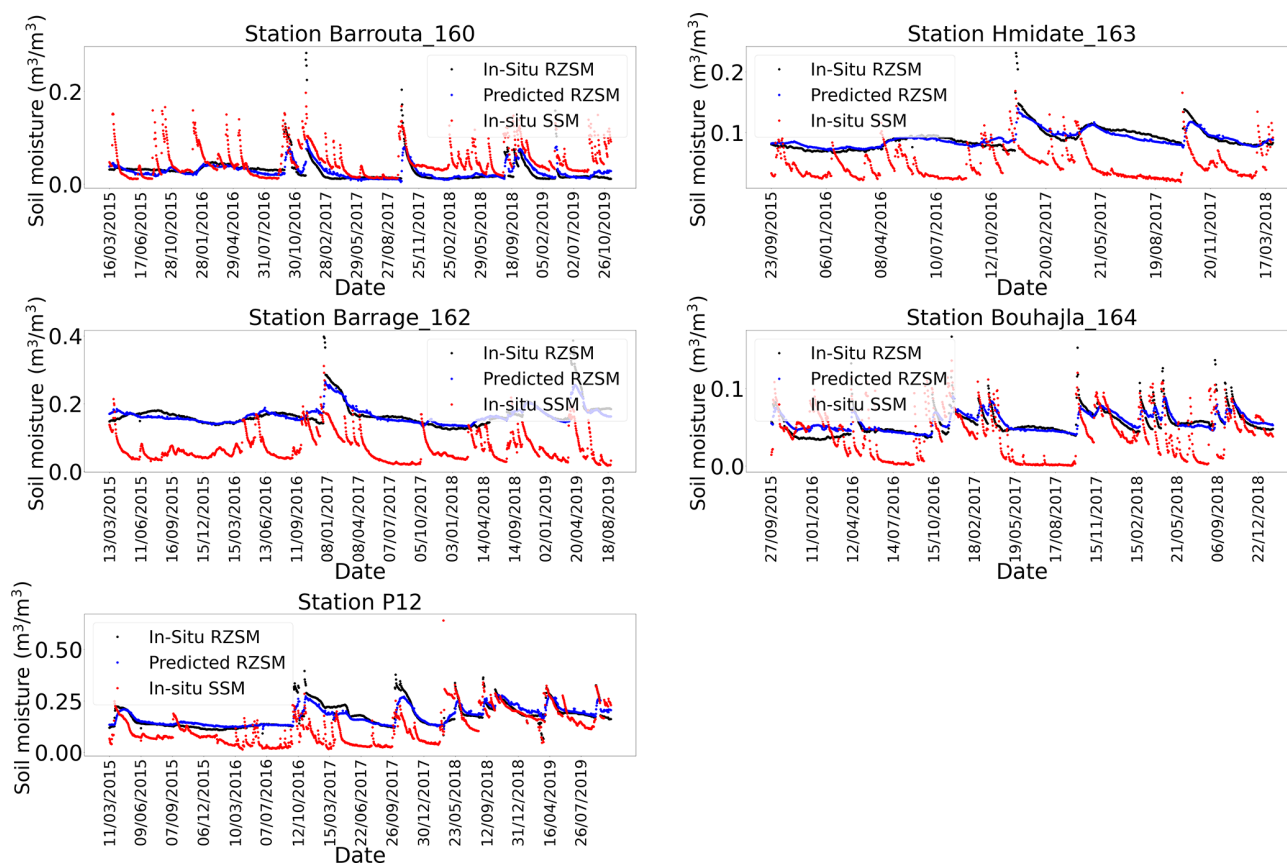 Station Barrouta_160
Soil moisture (m³/m³)
0.2
0.0
In-Situ RZSM
Predicted RZSM
In-situ SSM
16/03/2015
17/06/2015
28/10/2015
28/01/2016
29/04/2016
31/07/2016
30/10/2016
28/02/2017
29/05/2017
27/08/2017
25/11/2017
25/02/2018
29/05/2018
18/09/2018
05/02/2019
02/07/2019
26/10/2019
Date
Station Hmidate_163
Soil moisture (m³/m³)
0.2
0.1
In-Situ RZSM
Predicted RZSM
In-situ SSM
23/09/2015
06/01/2016
08/04/2016
10/07/2016
12/10/2016
20/02/2017
21/05/2017
19/08/2017
20/11/2017
17/03/2018
Date
Station Barrage_162
Soil moisture (m³/m³)
0.4
0.2
0.0
In-Situ RZSM
Predicted RZSM
In-situ SSM
13/03/2015
11/06/2015
16/09/2015
15/12/2015
15/03/2016
13/06/2016
11/09/2016
08/01/2017
08/04/2017
07/07/2017
05/10/2017
03/01/2018
14/04/2018
14/09/2018
02/01/2019
20/04/2019
18/08/2019
Date
Station Bouhajla_164
Soil moisture (m³/m³)
0.1
0.0
In-Situ RZSM
Predicted RZSM
In-situ SSM
27/09/2015
11/01/2016
12/04/2016
14/07/2016
15/10/2016
18/02/2017
19/05/2017
17/08/2017
15/11/2017
15/02/2018
21/05/2018
06/09/2018
22/12/2018
Date
Station P12
Soil moisture (m³/m³)
0.50
0.25
0.00
In-Situ RZSM
Predicted RZSM
In-situ SSM
11/03/2015
09/06/2015
07/09/2015
06/12/2015
10/03/2016
07/07/2016
12/10/2016
15/03/2017
22/06/2017
26/09/2017
30/12/2017
23/05/2018
12/09/2018
31/12/2018
16/04/2019
26/07/2019
Date